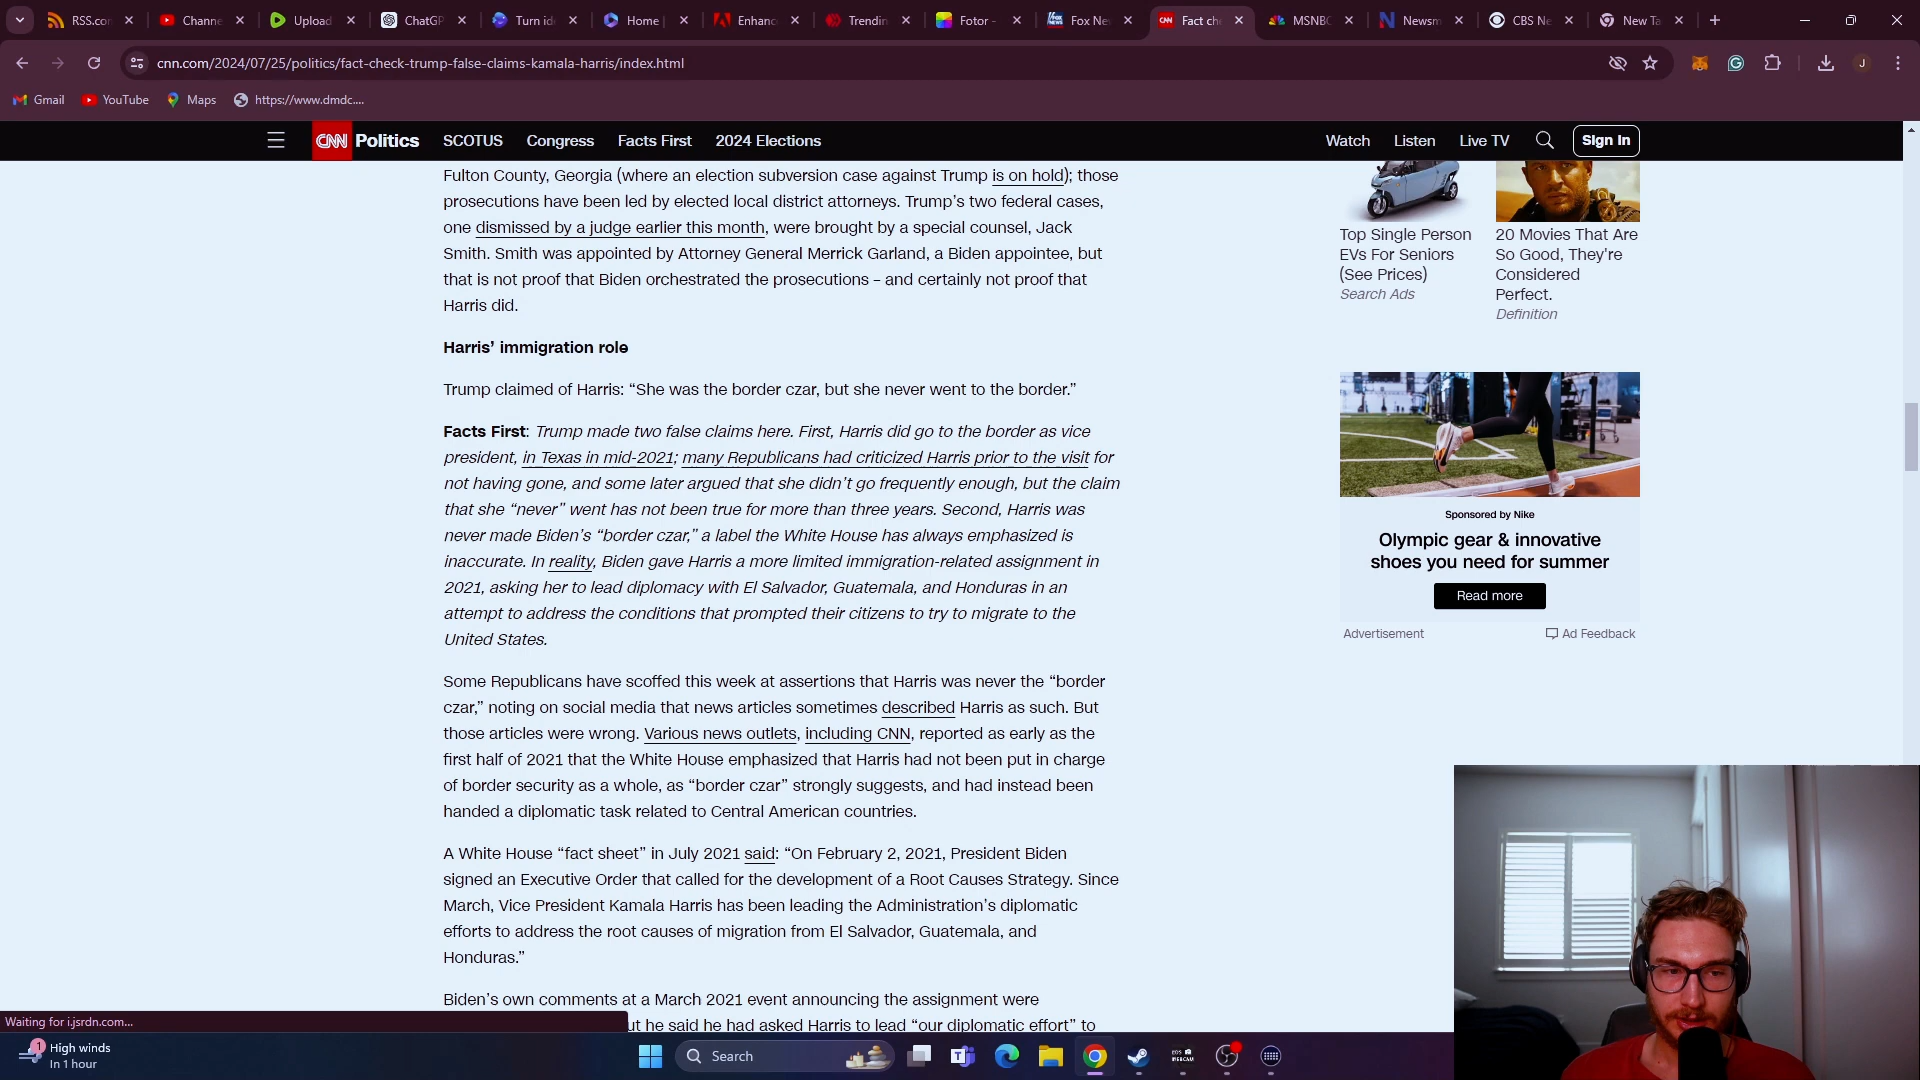 RSS.con
Channe
Upload
ChatGP
Turn id
Home |
Enhanc
Trendin
Fotor -
Fox Ne
Fact che
MSNBC
Newsm
CBS Ne
New Ta
cnn.com/2024/07/25/politics/fact-check-trump-false-claims-kamala-harris/index.html
J
Gmail
YouTube
Maps
https://www.dmdc....
CNN Politics
SCOTUS
Congress
Facts First
2024 Elections
Watch
Listen
Live TV
Sign in
Fulton County, Georgia (where an election subversion case against Trump is on hold); those
prosecutions have been led by elected local district attorneys. Trump’s two federal cases,
one dismissed by a judge earlier this month, were brought by a special counsel, Jack
Smith. Smith was appointed by Attorney General Merrick Garland, a Biden appointee, but
that is not proof that Biden orchestrated the prosecutions – and certainly not proof that
Harris did.
Harris’ immigration role
Trump claimed of Harris: “She was the border czar, but she never went to the border.”
Facts First: Trump made two false claims here. First, Harris did go to the border as vice
president, in Texas in mid-2021; many Republicans had criticized Harris prior to the visit for
not having gone, and some later argued that she didn’t go frequently enough, but the claim
that she “never” went has not been true for more than three years. Second, Harris was
never made Biden’s “border czar,” a label the White House has always emphasized is
inaccurate. In reality, Biden gave Harris a more limited immigration-related assignment in
2021, asking her to lead diplomacy with El Salvador, Guatemala, and Honduras in an
attempt to address the conditions that prompted their citizens to try to migrate to the
United States.
Some Republicans have scoffed this week at assertions that Harris was never the “border
czar,” noting on social media that news articles sometimes described Harris as such. But
those articles were wrong. Various news outlets, including CNN, reported as early as the
first half of 2021 that the White House emphasized that Harris had not been put in charge
of border security as a whole, as “border czar” strongly suggests, and had instead been
handed a diplomatic task related to Central American countries.
A White House “fact sheet” in July 2021 said: “On February 2, 2021, President Biden
signed an Executive Order that called for the development of a Root Causes Strategy. Since
March, Vice President Kamala Harris has been leading the Administration’s diplomatic
efforts to address the root causes of migration from El Salvador, Guatemala, and
Honduras.”
Biden’s own comments at a March 2021 event announcing the assignment were
ut he said he had asked Harris to lead “our diplomatic effort” to
Top Single Person
EVs For Seniors
(See Prices)
Search Ads
20 Movies That Are
So Good, They're
Considered
Perfect.
Definition
Sponsored by Nike
Olympic gear & innovative
shoes you need for summer
Read more
Advertisement
Ad Feedback
Waiting for i.jsrdn.com...
1
High winds
In 1 hour
Search
EOS
WEBCAM